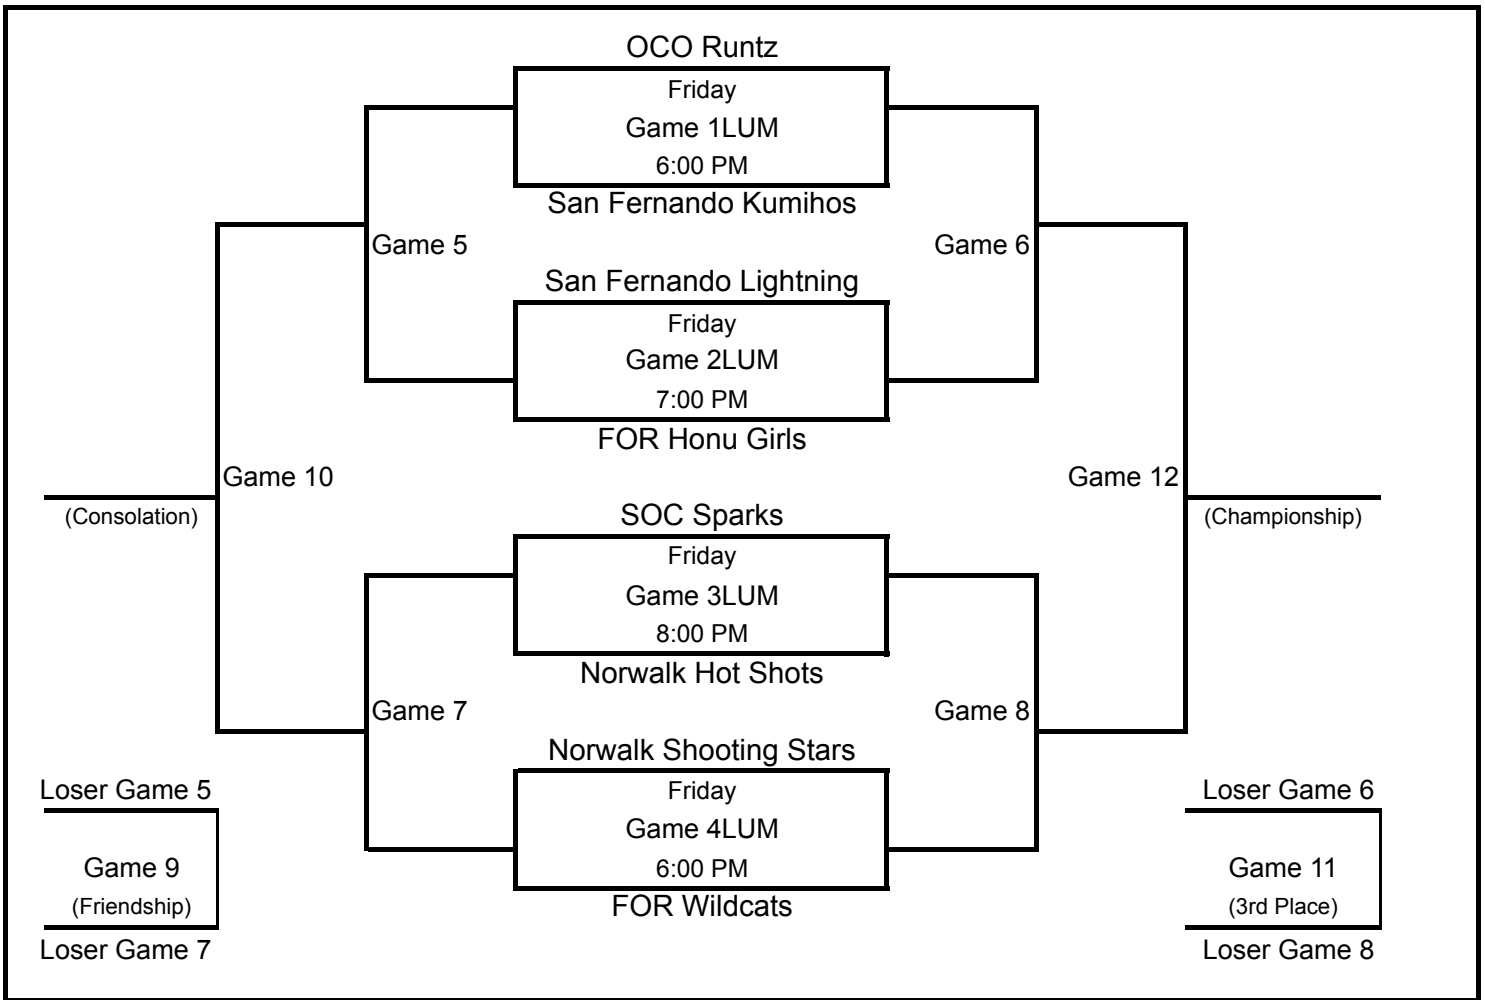 OCO Runtz
Friday
Game 1LUM
6:00 PM
San Fernando Kumihos
Game 5
Game 6
San Fernando Lightning
Friday
Game 2LUM
7:00 PM
FOR Honu Girls
Game 10
Game 12
(Consolation)
(Championship)
SOC Sparks
Friday
Game 3LUM
8:00 PM
Norwalk Hot Shots
Game 7
Game 8
Norwalk Shooting Stars
Friday
Game 4LUM
6:00 PM
FOR Wildcats
Loser Game 5
Game 9
(Friendship)
Loser Game 7
Loser Game 6
Game 11
(3rd Place)
Loser Game 8